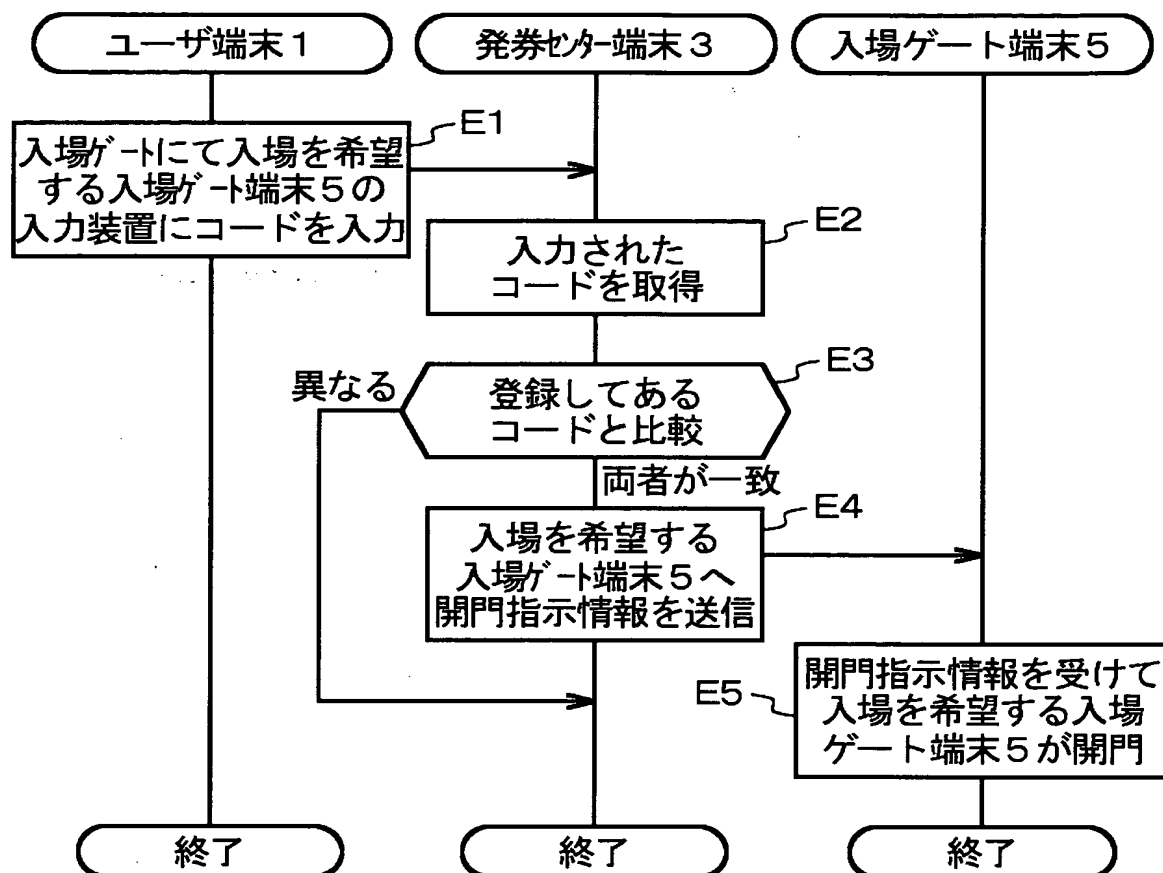 ユーザ端末1
発券ｾﾝﾀｰ端末3
入場ゲート端末5
E1
入場ｹﾞｰﾄにて入場を希望
する入場ｹﾞｰﾄ端末5の
入力装置にコードを入力
E2
入力された
コードを取得
E3
異なる
登録してある
コードと比較
両者が一致
E4
入場を希望する
入場ｹﾞｰﾄ端末5へ
開門指示情報を送信
E5
開門指示情報を受けて
入場を希望する入場
ゲート端末5が開門
終了
終了
終了